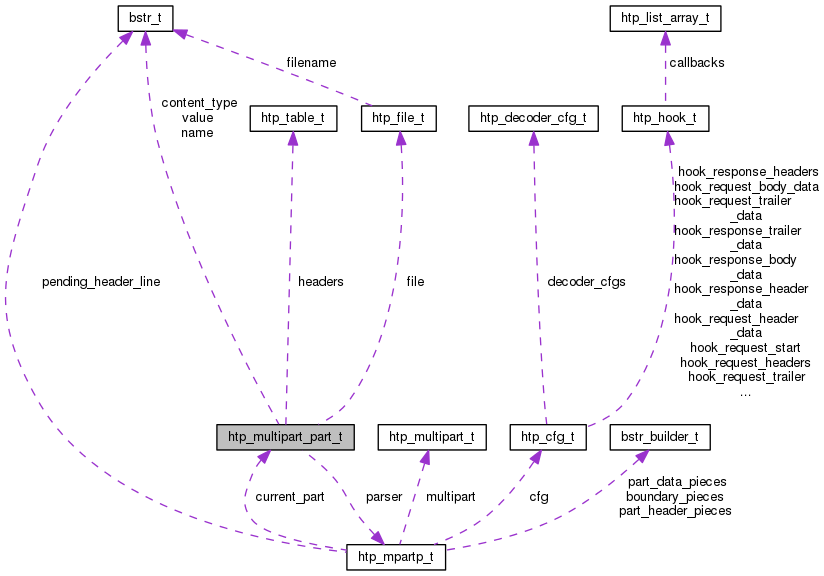 bstr_t
htp_list_array_t
filename
callbacks
content_type
value
name
htp_table_t
htp_file_t
htp_decoder_cfg_t
htp_hook_t
hook_response_headers
hook_request_body_data
hook_request_trailer
_data
hook_response_trailer
_data
hook_response_body
_data
hook_response_header
_data
hook_request_header
_data
hook_request_start
hook_request_headers
hook_request_trailer
...
pending_header_line
headers
file
decoder_cfgs
htp_multipart_part_t
htp_multipart_t
htp_cfg_t
bstr_builder_t
current_part
parser
multipart
cfg
part_data_pieces
boundary_pieces
part_header_pieces
htp_mpartp_t